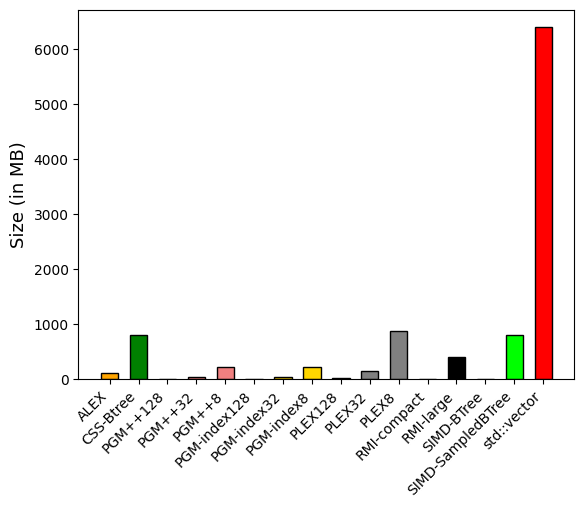 Size (in MB)
6000
5000
4000
3000
2000
1000
0
ALEX
CSS-Btree
PGM++128
PGM++32
PGM++8
PGM-index128
PGM-index32
PGM-index8
PLEX128
PLEX32
PLEX8
RMI-compact
RMI-large
SIMD-BTree
SIMD-SampledBTree
std::vector